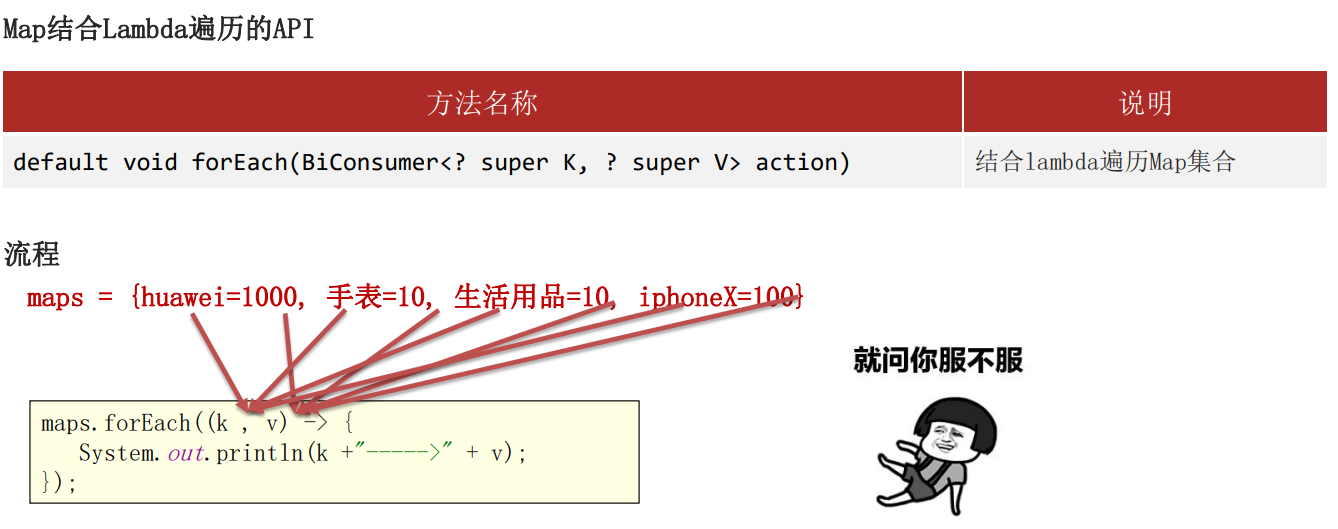 Map结合Lambda遍历的API
方法名称 说明
default void forEach(BiConsumer<? super K, ? super V> action) 结合lambda遍历Map集合
流程
maps = {huawei=1000, 手表=10, 生活用品=10, iphoneX=100}
就问你服不服
maps.forEach((k , v) -> {
System.out.println(k +"----->" + v);
});